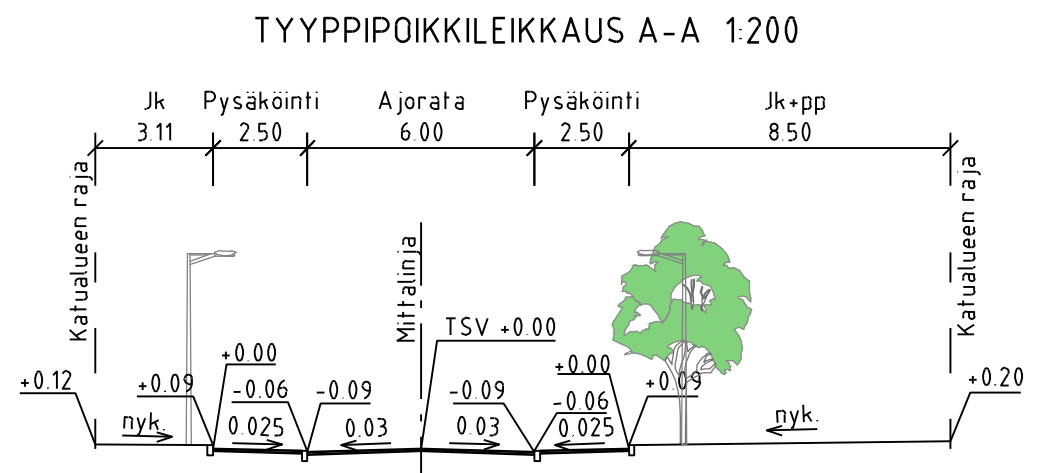 TYYPPIPOIKKILEIKKAUS A-A 1:200
Jk Pysäköinti Ajorata Pysäköinti Jk+pp
3.11 2.50 6.00 2.50 8.50
Katualueen raja
Mittalinja
Katualueen raja
TSV +0.00
+0.00 +0.00
+0.12 +0.09 -0.06 -0.09 -0.09 -0.06 +0.09 +0.20
nyk. 0.025 0.03 0.03 0.025 nyk.